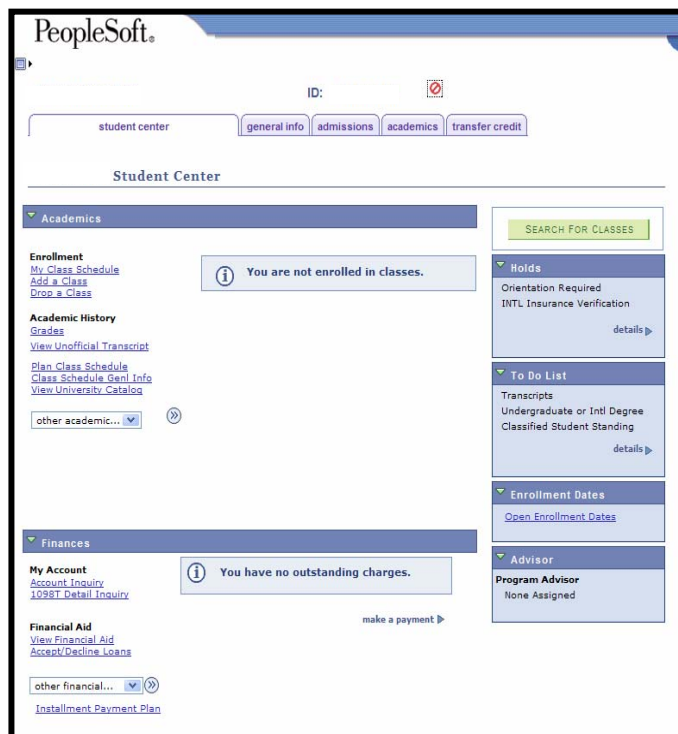 PeopleSoft®
ID:
student center
general info
admissions
academics
transfer credit
Student Center
Academics
Enrollment
My Class Schedule
Add a Class
Drop a Class
You are not enrolled in classes.
Academic History
Grades
View Unofficial Transcript
Plan Class Schedule
Class Schedule Genl Info
View University Catalog
other academic...
Finances
My Account
Account Inquiry
1098T Detail Inquiry
You have no outstanding charges.
make a payment
Financial Aid
View Financial Aid
Accept/Decline Loans
other financial...
Installment Payment Plan
SEARCH FOR CLASSES
Holds
Orientation Required
INTL Insurance Verification
details
To Do List
Transcripts
Undergraduate or Intl Degree
Classified Student Standing
details
Enrollment Dates
Open Enrollment Dates
Advisor
Program Advisor
None Assigned